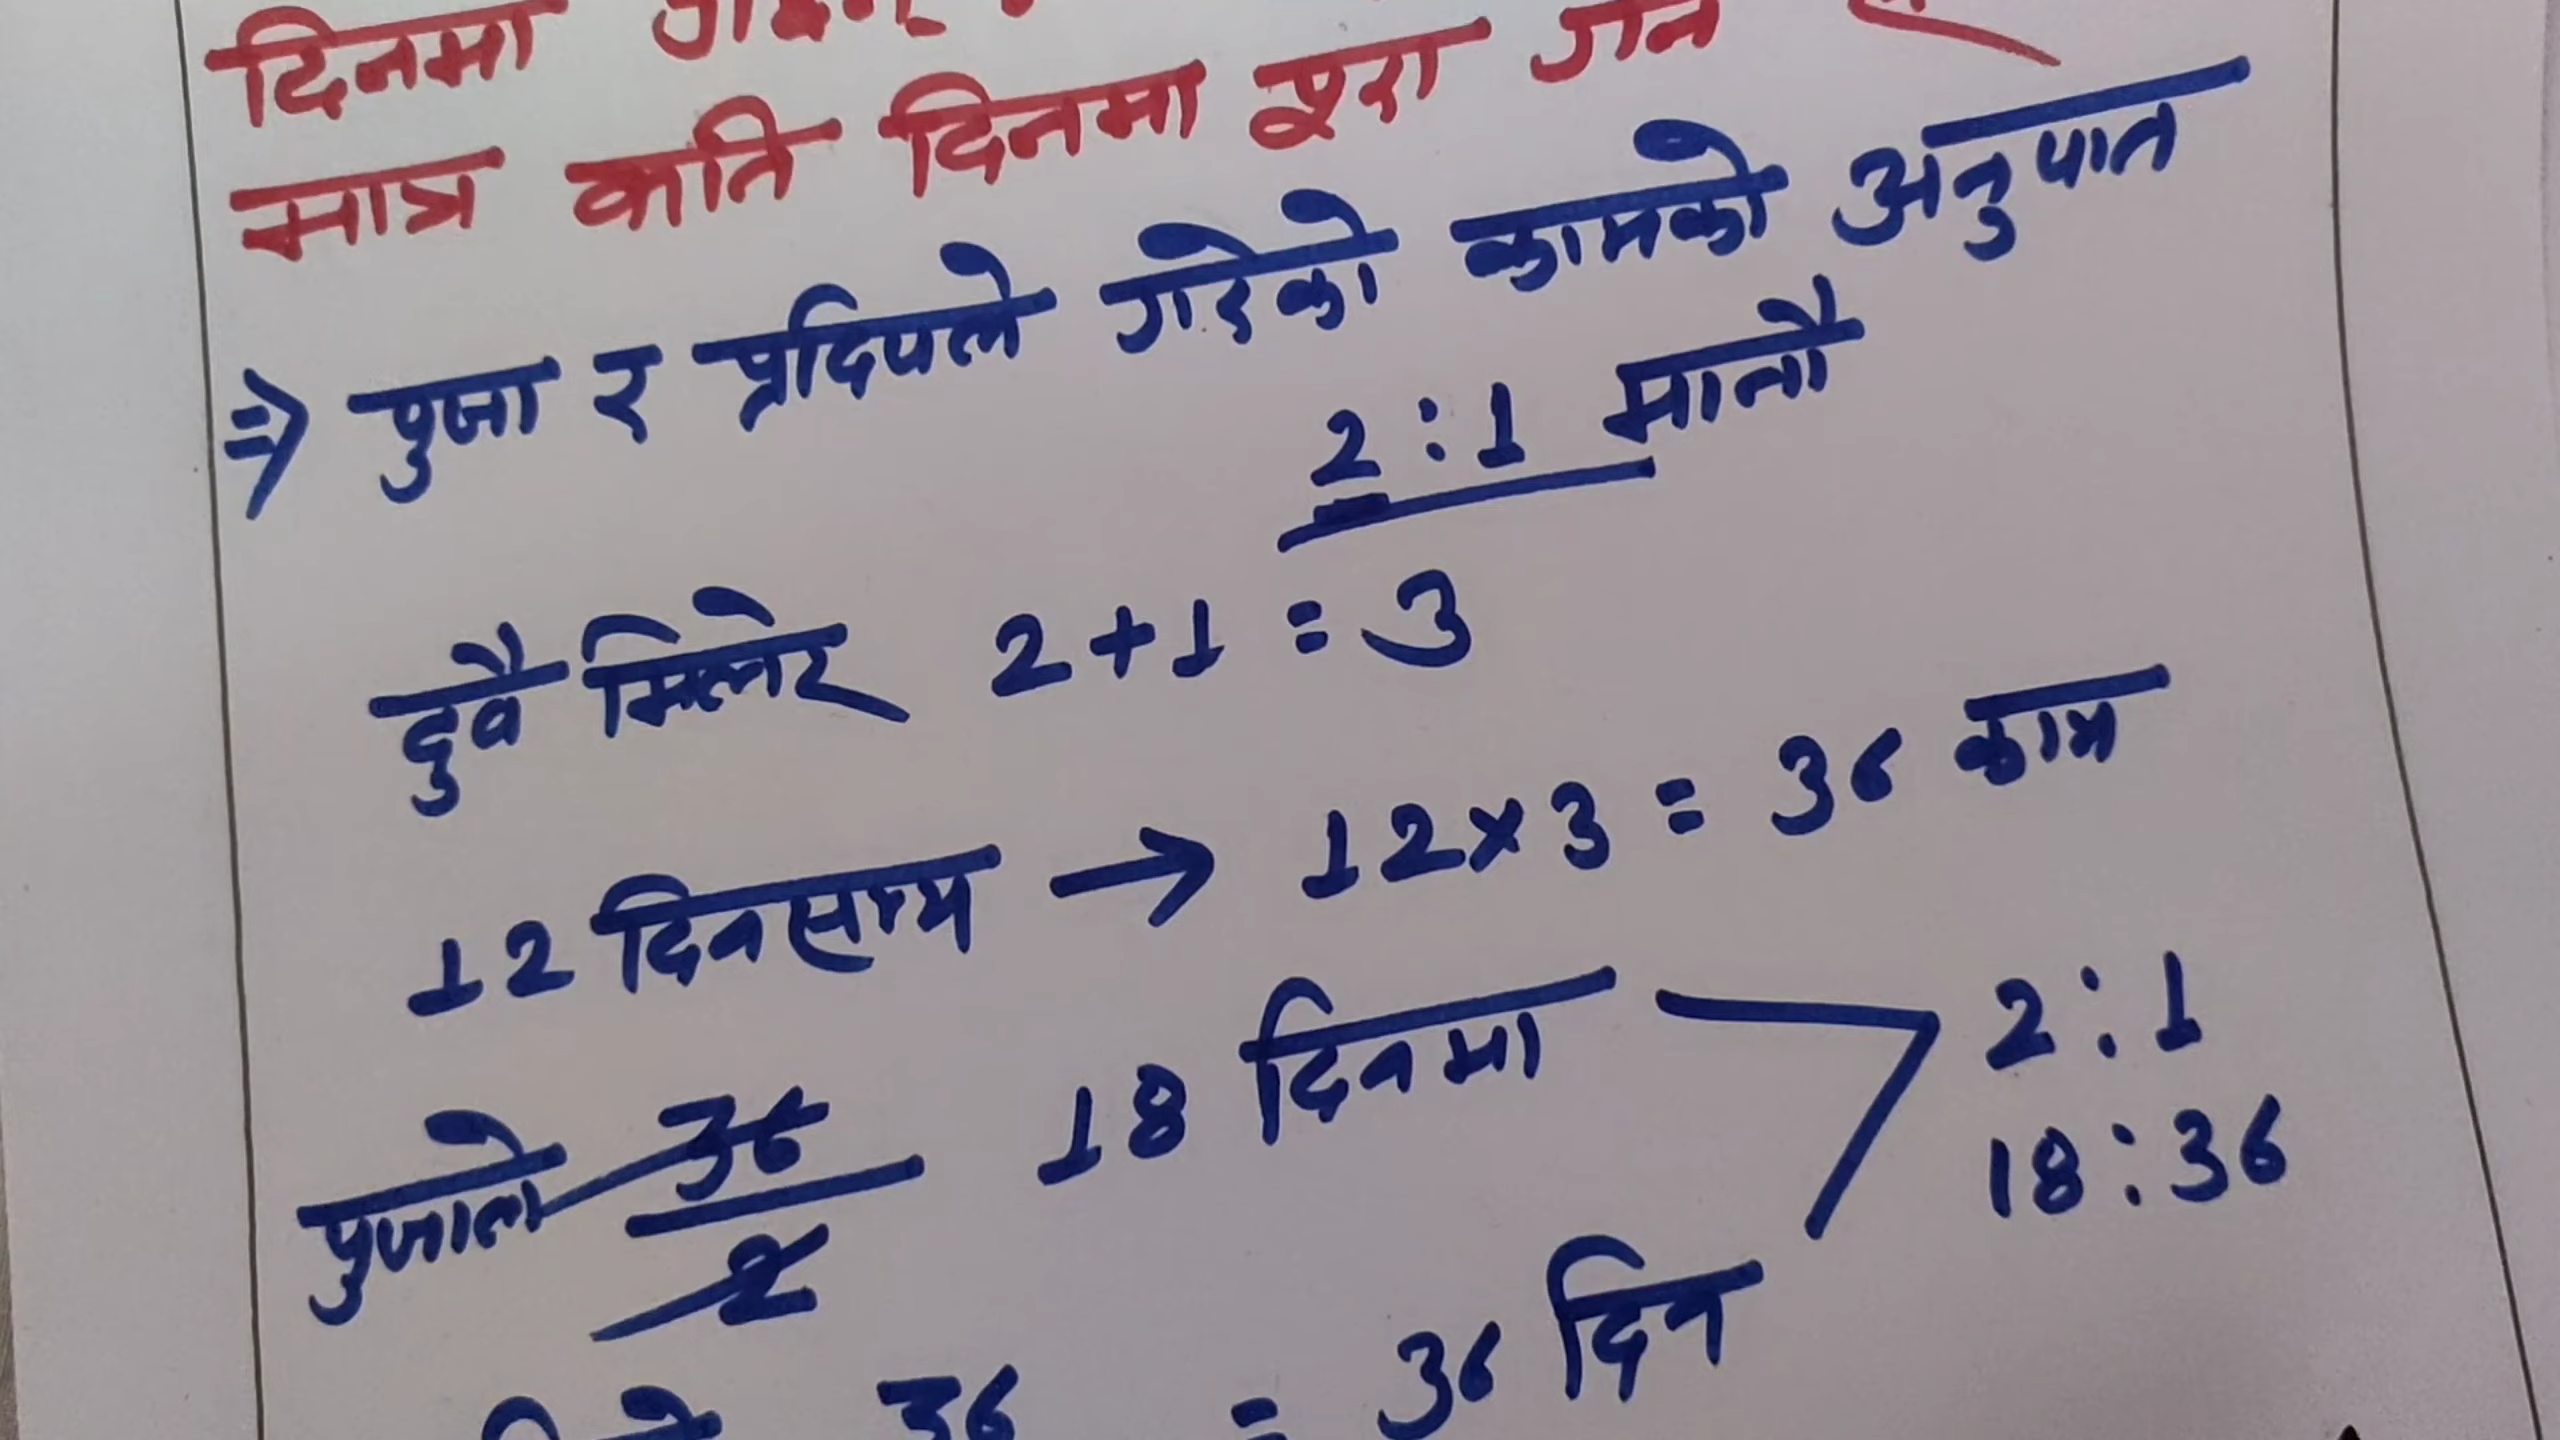 दिनमा
मात्र कति दिनमा पूरा
⇒ पुजा र प्रदिपले गरेको कामको अनुपात
2 : 1 मानौ
दुवै मिलेर 2+1 = 3
12 दिनसम्म → 12×3 = 36 काम
पुजाले 36/2 18 दिनमा
2 : 1
18 : 36
36 = 36 दिन